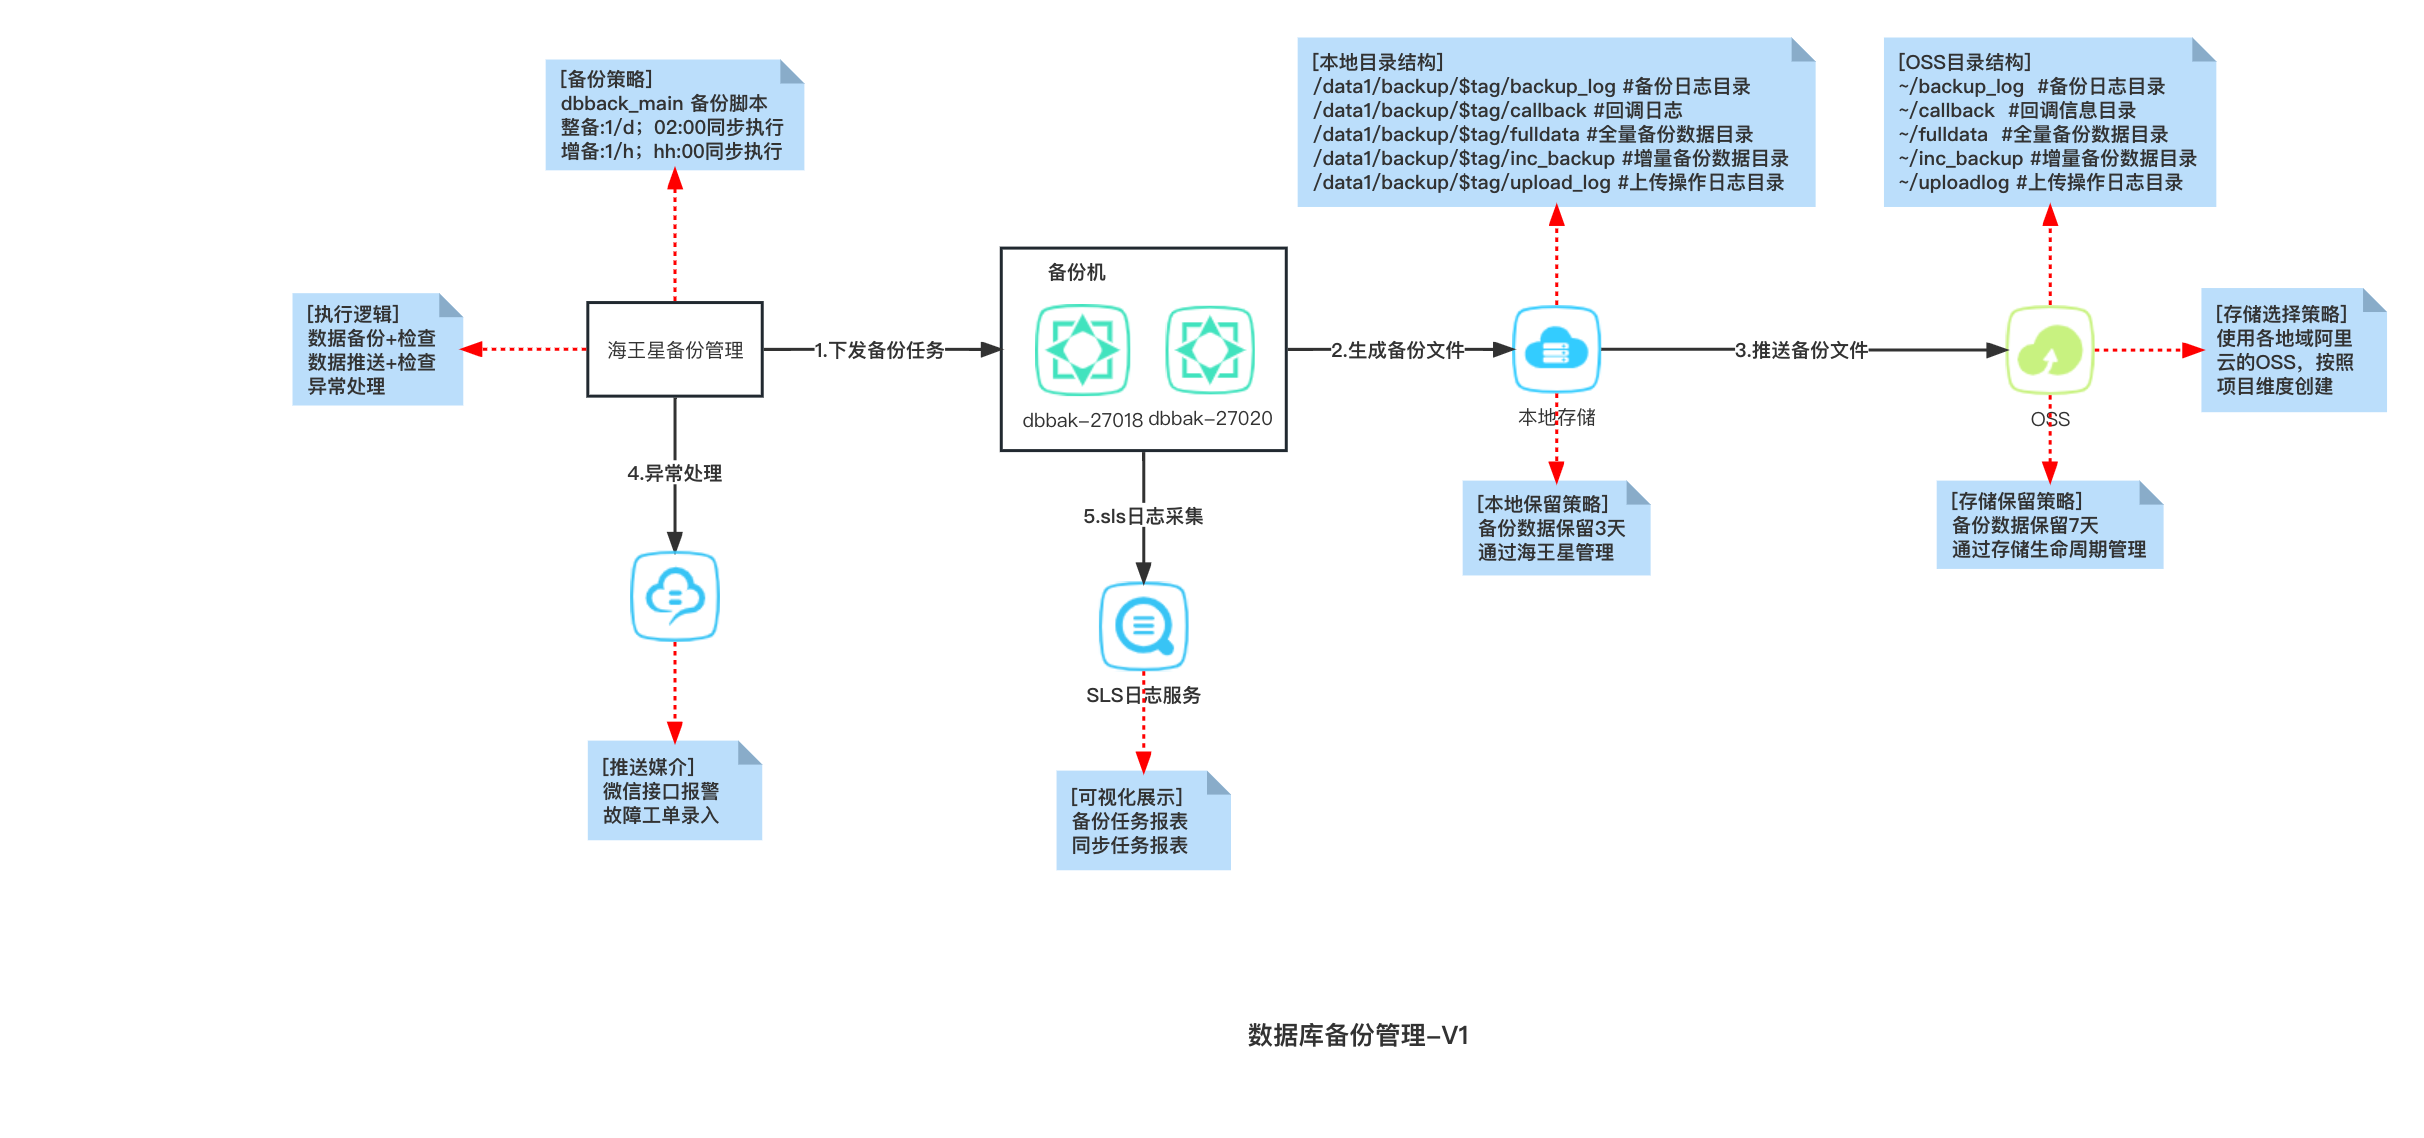 [备份策略]
dbback_main 备份脚本
整备:1/d；02:00同步执行
增备:1/h；hh:00同步执行
[本地目录结构]
/data1/backup/$tag/backup_log #备份日志目录
/data1/backup/$tag/callback #回调日志
/data1/backup/$tag/fulldata #全量备份数据目录
/data1/backup/$tag/inc_backup #增量备份数据目录
/data1/backup/$tag/upload_log #上传操作日志目录
[OSS目录结构]
~/backup_log  #备份日志目录
~/callback  #回调信息目录
~/fulldata  #全量备份数据目录
~/inc_backup #增量备份数据目录
~/uploadlog #上传操作日志目录
[执行逻辑]
数据备份+检查
数据推送+检查
异常处理
海王星备份管理
1.下发备份任务
备份机
dbbak-27018
dbbak-27020
2.生成备份文件
本地存储
3.推送备份文件
OSS
[存储选择策略]
使用各地域阿里
云的OSS，按照
项目维度创建
4.异常处理
5.sls日志采集
[本地保留策略]
备份数据保留3天
通过海王星管理
[存储保留策略]
备份数据保留7天
通过存储生命周期管理
SLS日志服务
[推送媒介]
微信接口报警
故障工单录入
[可视化展示]
备份任务报表
同步任务报表
数据库备份管理-V1